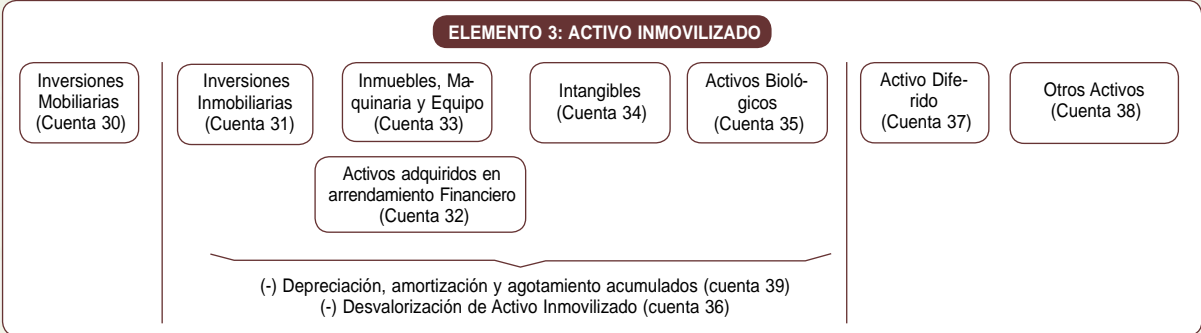 ELEMENTO 3: ACTIVO INMOVILIZADO
Inversiones
Mobiliarias
(Cuenta 30)
Inversiones
Inmobiliarias
(Cuenta 31)
Inmuebles, Ma-
quinaria y Equipo
(Cuenta 33)
Intangibles
(Cuenta 34)
Activos Bioló-
gicos
(Cuenta 35)
Activo Dife-
rido
(Cuenta 37)
Otros Activos
(Cuenta 38)
Activos adquiridos en
arrendamiento Financiero
(Cuenta 32)
(-) Depreciación, amortización y agotamiento acumulados (cuenta 39)
(-) Desvalorización de Activo Inmovilizado (cuenta 36)